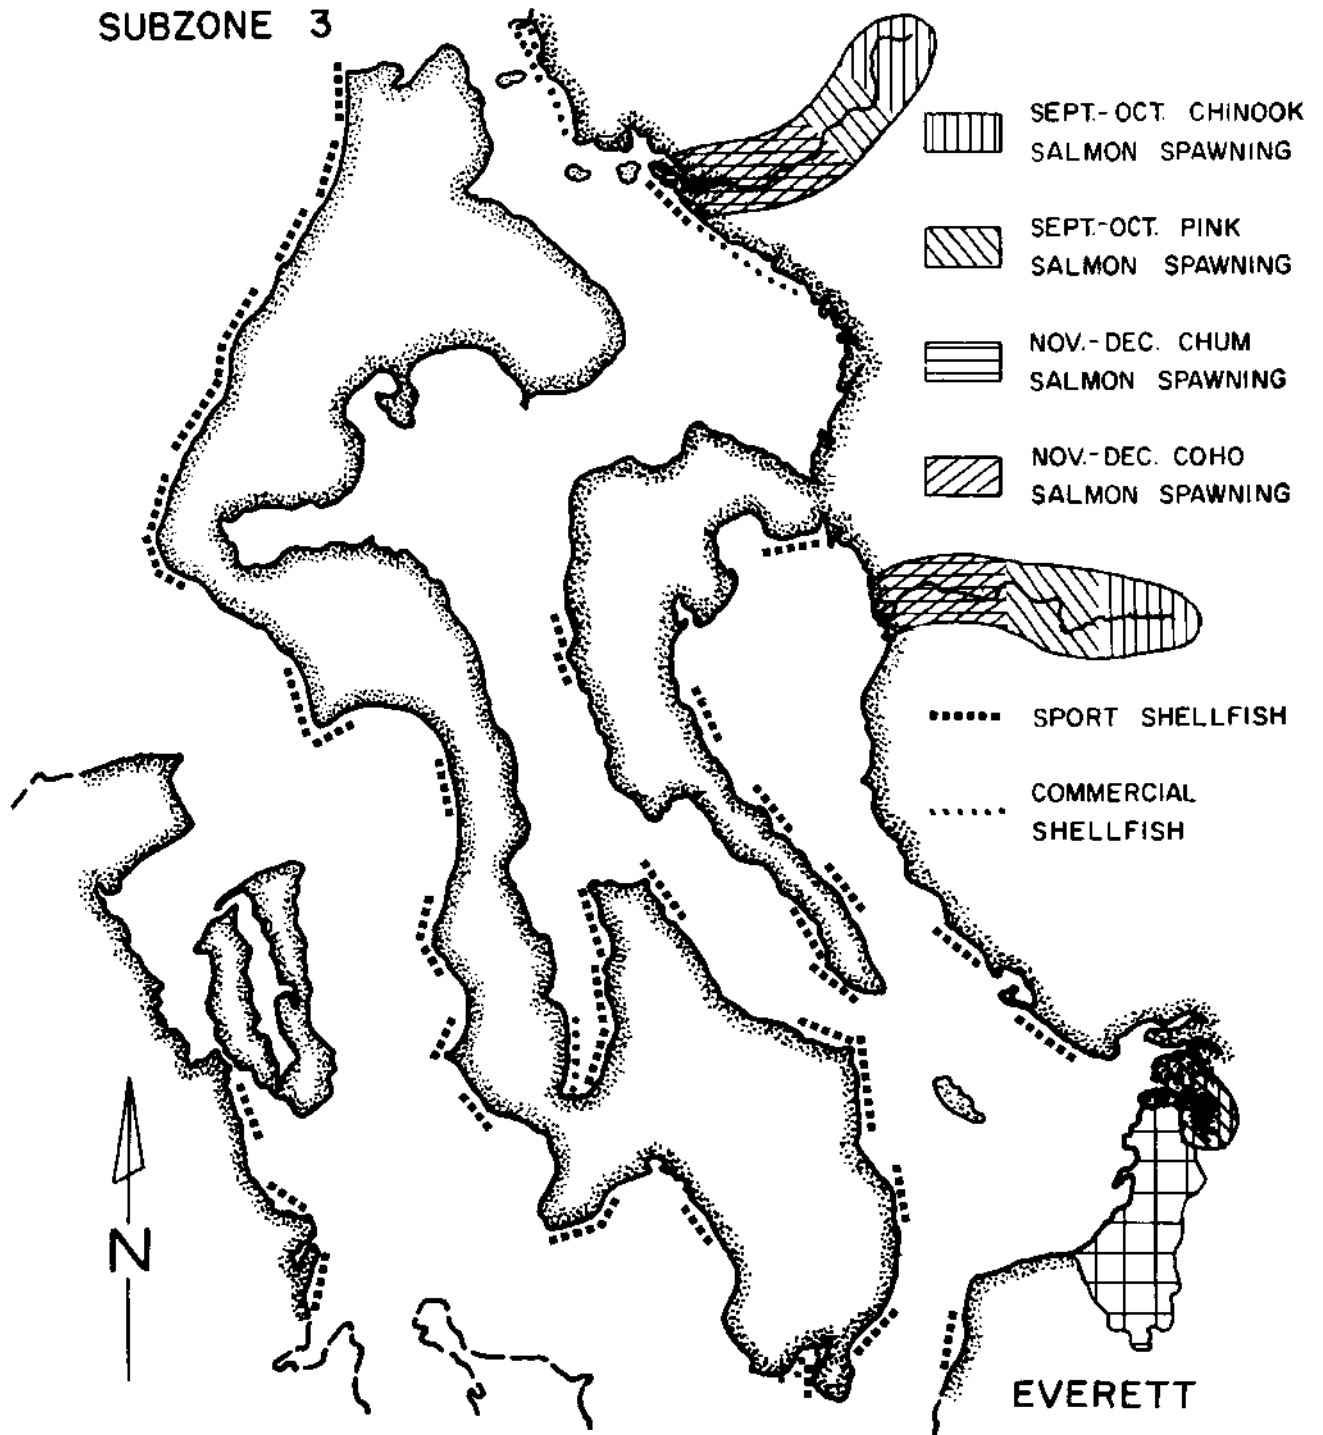 SUBZONE 3
SEPT.-OCT. CHINOOK
SALMON SPAWNING
SEPT.-OCT. PINK
SALMON SPAWNING
NOV.-DEC. CHUM
SALMON SPAWNING
NOV.-DEC. COHO
SALMON SPAWNING
SPORT SHELLFISH
COMMERCIAL
SHELLFISH
N
EVERETT